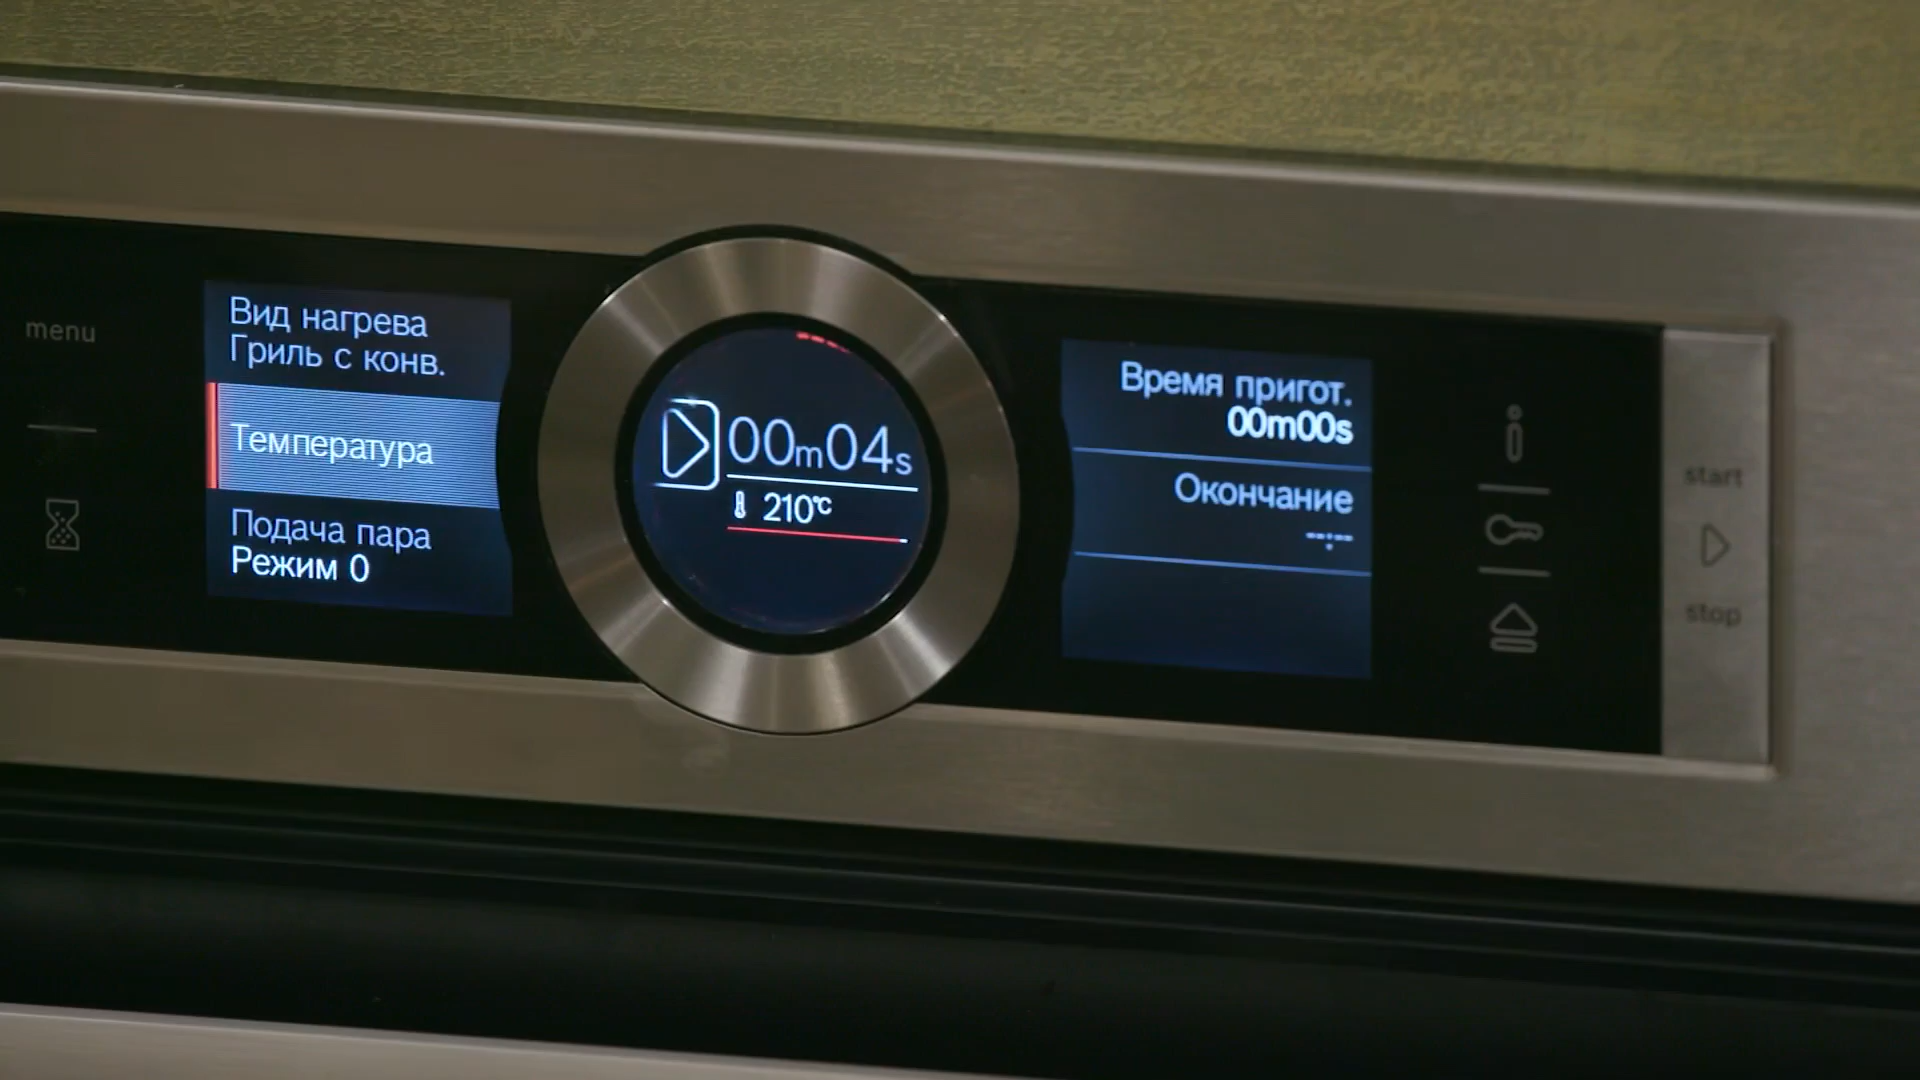 menu
Вид нагрева
Гриль с конв.
Температура
Подача пара
Режим 0
00m04s
210°C
Время пригот.
00m00s
Окончание
--:--
start
stop